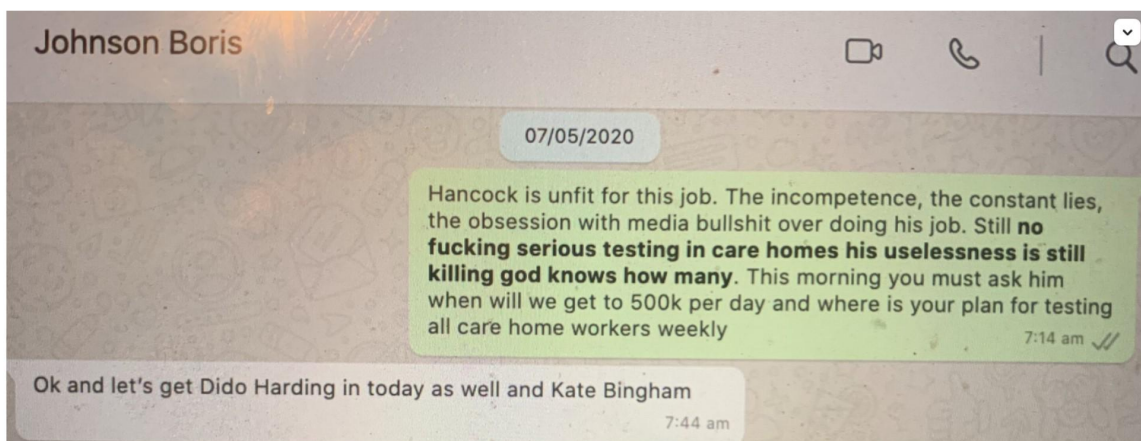 Johnson Boris
07/05/2020
Hancock is unfit for this job. The incompetence, the constant lies,
the obsession with media bullshit over doing his job. Still no
fucking serious testing in care homes his uselessness is still
killing god knows how many. This morning you must ask him
when will we get to 500k per day and where is your plan for testing
all care home workers weekly
7:14 am
Ok and let's get Dido Harding in today as well and Kate Bingham
7:44 am